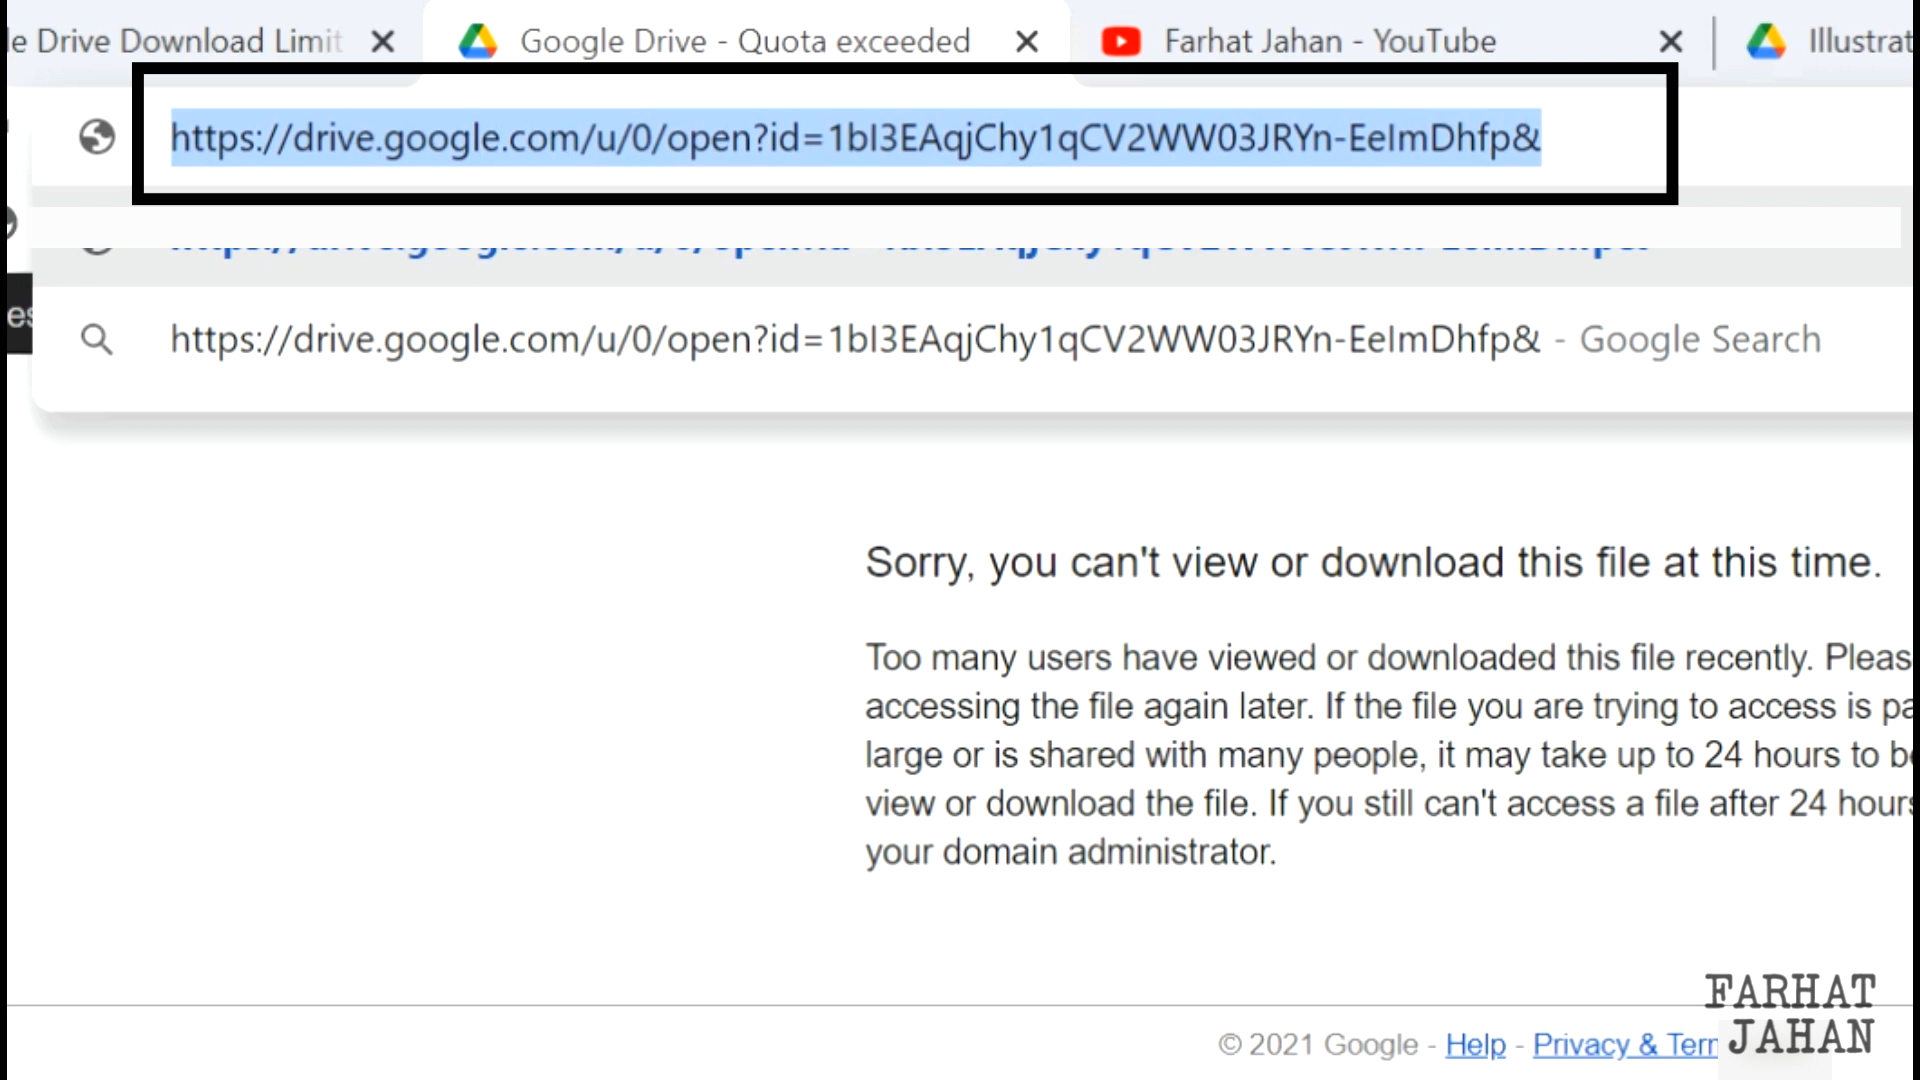 le Drive Download Limit
Google Drive - Quota exceeded
Farhat Jahan - YouTube
Illustrat
https://drive.google.com/u/0/open?id=1bI3EAqjChy1qCV2WW03JRYn-EeImDhfp&
https://drive.google.com/u/0/open?id=1bI3EAqjChy1qCV2WW03JRYn-EeImDhfp& - Google Search
es
Sorry, you can't view or download this file at this time.
Too many users have viewed or downloaded this file recently. Pleas
accessing the file again later. If the file you are trying to access is pa
large or is shared with many people, it may take up to 24 hours to be
view or download the file. If you still can't access a file after 24 hours
your domain administrator.
© 2021 Google - Help - Privacy & Terr
FARHAT
JAHAN